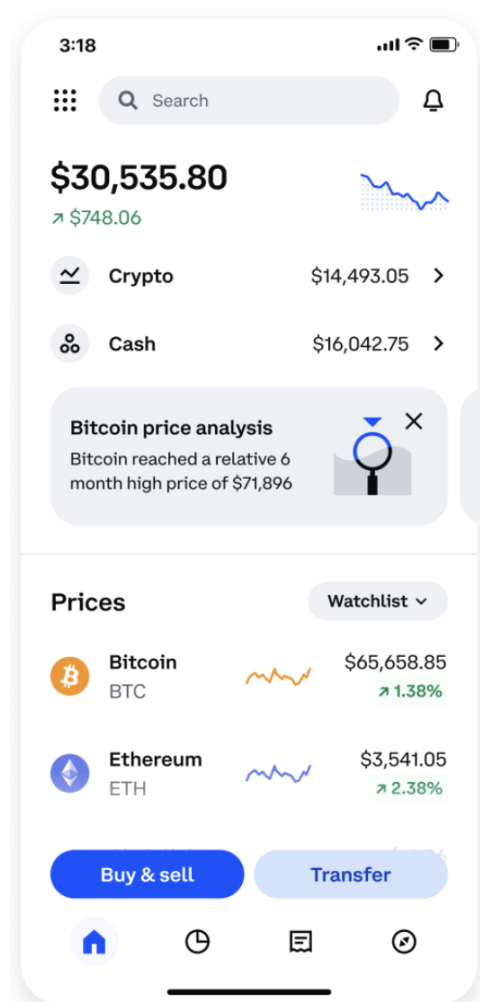 3:18
Search
$30,535.80
↗ $748.06
Crypto $14,493.05
Cash $16,042.75
Bitcoin price analysis
Bitcoin reached a relative 6
month high price of $71,896
Prices Watchlist
Bitcoin $65,658.85
BTC ↗ 1.38%
Ethereum $3,541.05
ETH ↗ 2.38%
Buy & sell Transfer